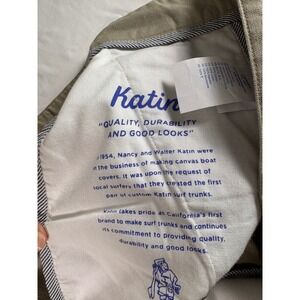 Katin
"QUALITY, DURABILITY
AND GOOD LOOKS"
1954, Nancy and Walter Katin were
in the business of making canvas boat
covers. It was upon the request of
local surfers that they created the first
pair of custom Katin surf trunks.
Katin takes pride as California's first
brand to make surf trunks and continues
its commitment to providing quality,
durability and good looks.